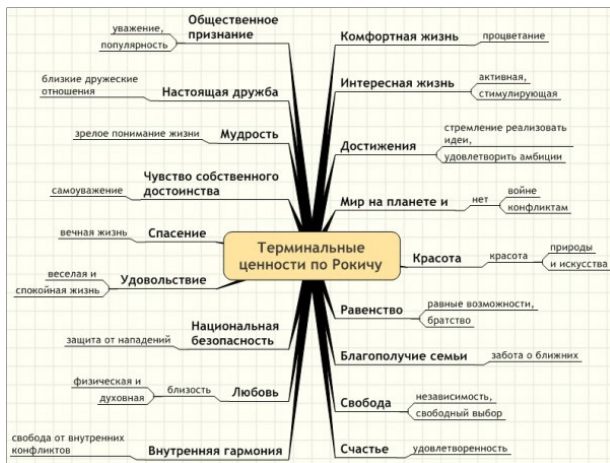 Терминальные
ценности по Рокичу
Общественное
признание
уважение,
популярность
Настоящая дружба
близкие дружеские
отношения
Мудрость
зрелое понимание жизни
Чувство собственного
достоинства
самоуважение
Спасение
вечная жизнь
Удовольствие
веселая и
спокойная жизнь
Национальная
безопасность
защита от нападений
Любовь
близость
физическая и
духовная
Внутренняя гармония
свобода от внутренних
конфликтов
Комфортная жизнь
процветание
Интересная жизнь
активная,
стимулирующая
Достижения
стремление реализовать
идеи,
удовлетворить амбиции
Мир на планете и
нет
войне
конфликтам
Красота
красота
природы
и искусства
Равенство
равные возможности,
братство
Благополучие семьи
забота о ближних
Свобода
независимость,
свободный выбор
Счастье
удовлетворенность